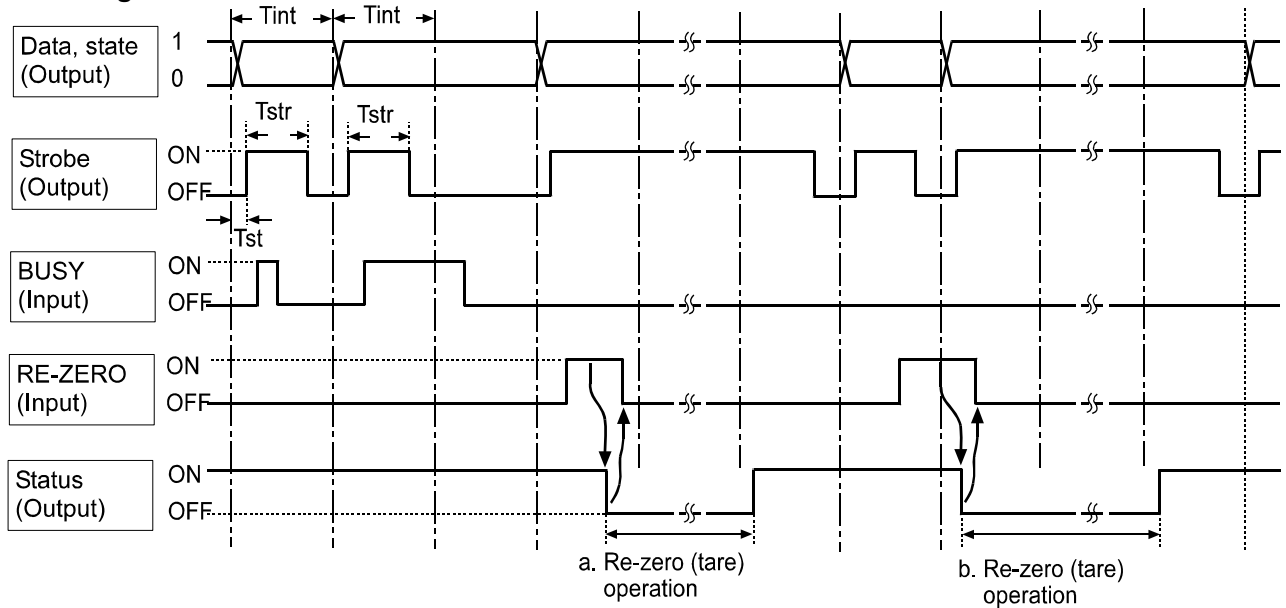 Tint Tint
Data, state
(Output)
1
0
Tstr Tstr
Strobe
(Output)
ON
OFF
Tst
BUSY
(Input)
ON
OFF
RE-ZERO
(Input)
ON
OFF
Status
(Output)
ON
OFF
a. Re-zero (tare)
operation
b. Re-zero (tare)
operation